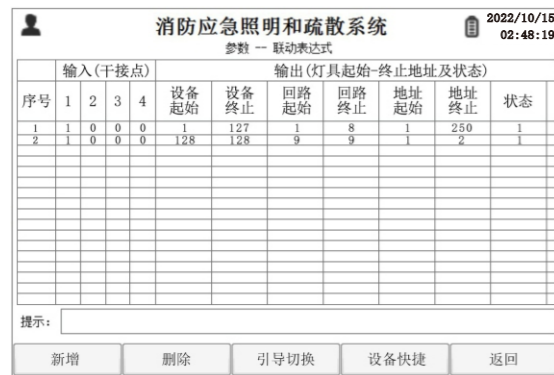 消防应急照明和疏散系统
2022/10/15
02:48:19
参数 -- 联动表达式
输入(干接点) 输出(灯具起始-终止地址及状态)
序号 1 2 3 4 设备起始 设备终止 回路起始 回路终止 地址起始 地址终止 状态
1 1 0 0 0 1 127 1 8 1 250 1
2 1 0 0 0 128 128 9 9 1 2 1
提示:
新增 删除 引导切换 设备快捷 返回